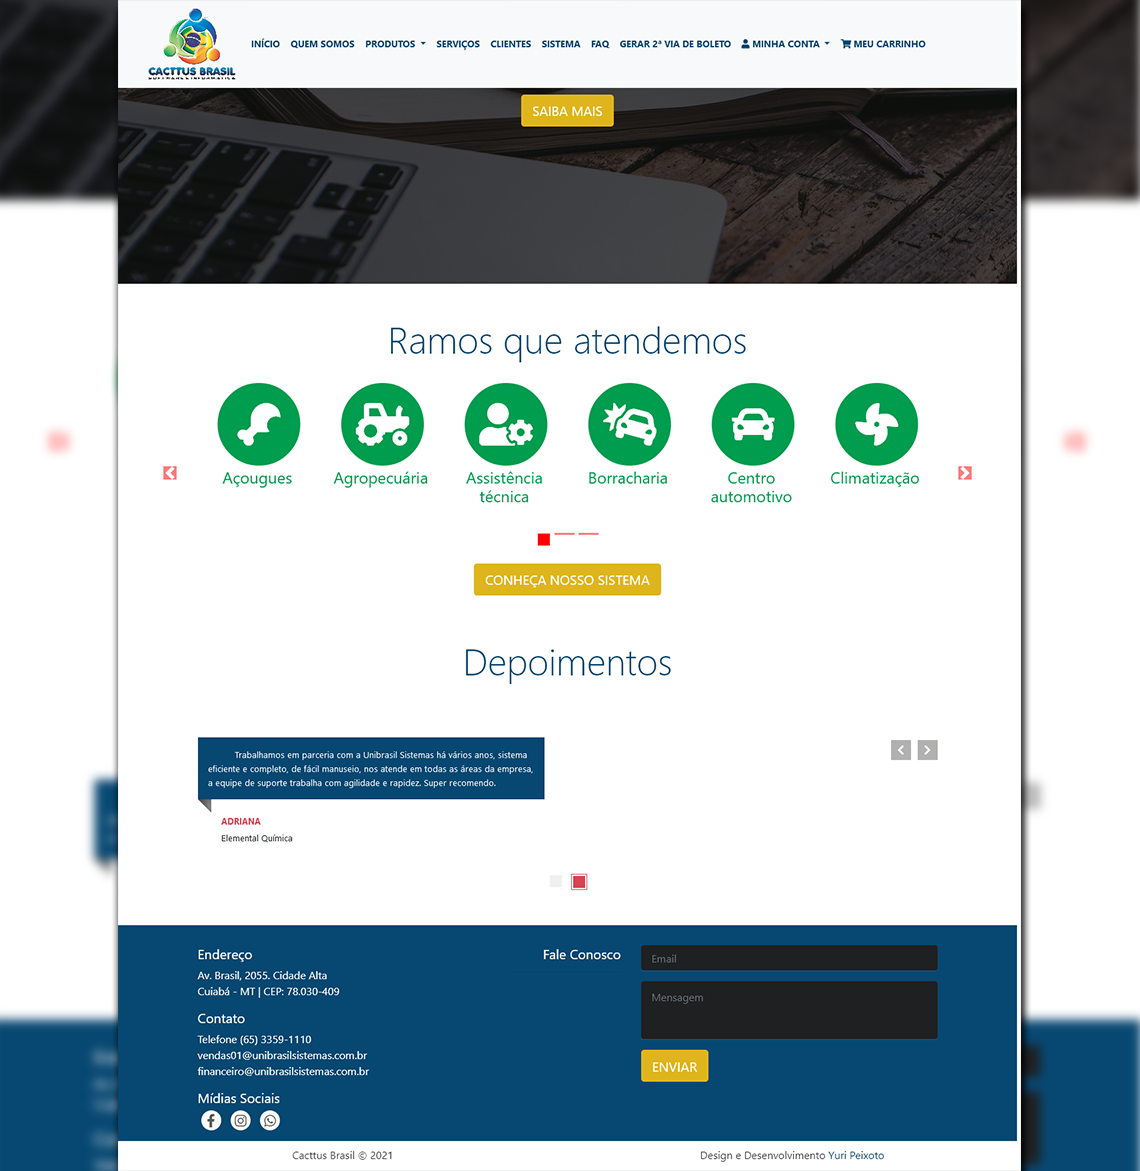 CACTTUS BRASIL
SOFTWARE E INFORMÁTICA
INÍCIO QUEM SOMOS PRODUTOS SERVIÇOS CLIENTES SISTEMA FAQ GERAR 2ª VIA DE BOLETO MINHA CONTA MEU CARRINHO
SAIBA MAIS
Ramos que atendemos
Açougues
Agropecuária
Assistência
técnica
Borracharia
Centro
automotivo
Climatização
CONHEÇA NOSSO SISTEMA
Depoimentos
Trabalhamos em parceria com a Unibrasil Sistemas há vários anos, sistema
eficiente e completo, de fácil manuseio, nos atende em todas as áreas da empresa,
a equipe de suporte trabalha com agilidade e rapidez. Super recomendo.
ADRIANA
Elemental Química
Endereço
Av. Brasil, 2055. Cidade Alta
Cuiabá - MT | CEP: 78.030-409
Contato
Telefone (65) 3359-1110
vendas01@unibrasilsistemas.com.br
financeiro@unibrasilsistemas.com.br
Mídias Sociais
Fale Conosco
Email
Mensagem
ENVIAR
Cacttus Brasil © 2021
Design e Desenvolvimento Yuri Peixoto